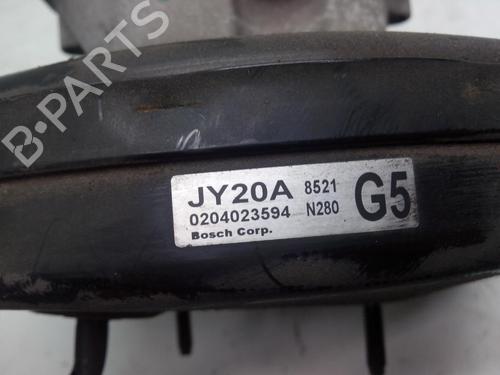 B-PARTS
JY20A 8521 G5
0204023594 N280
Bosch Corp.